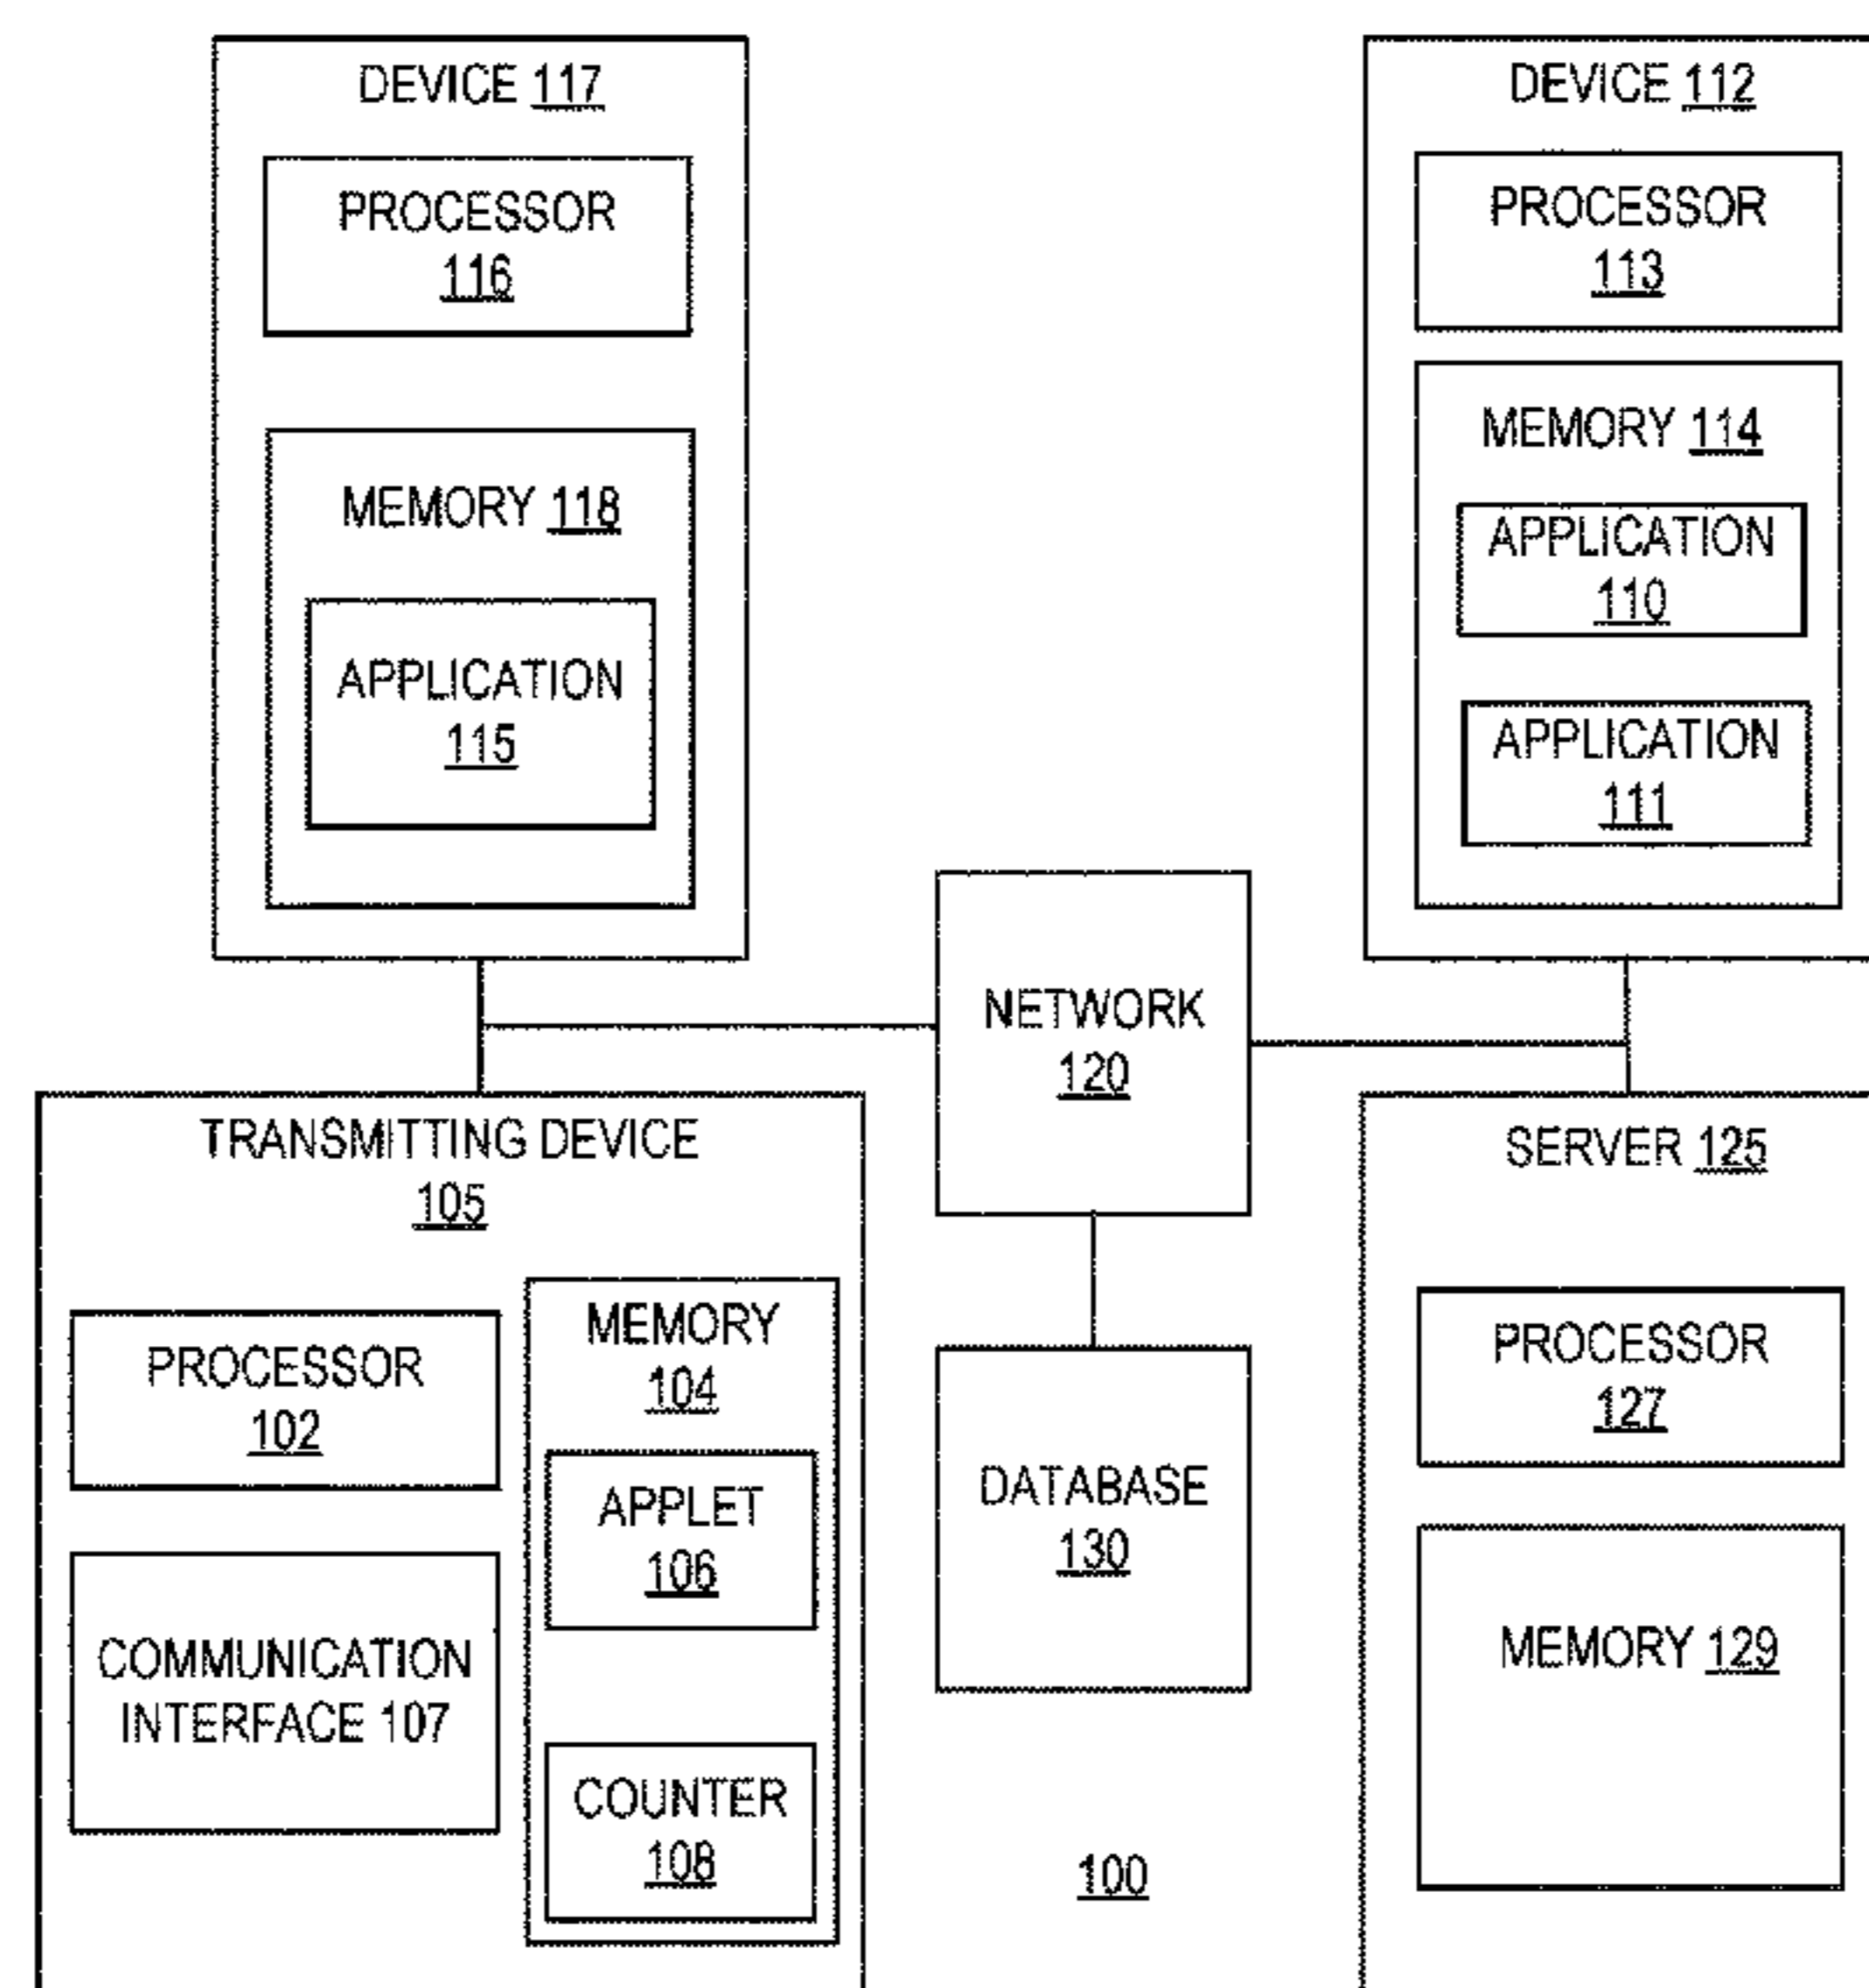 DEVICE 117
PROCESSOR
116
MEMORY 118
APPLICATION
115
DEVICE 112
PROCESSOR
113
MEMORY 114
APPLICATION
110
APPLICATION
111
NETWORK
120
TRANSMITTING DEVICE
105
PROCESSOR
102
COMMUNICATION
INTERFACE 107
MEMORY
104
APPLET
106
COUNTER
108
DATABASE
130
100
SERVER 125
PROCESSOR
127
MEMORY 129